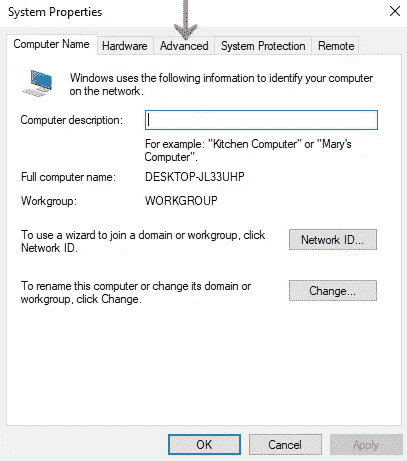 System Properties
Computer Name Hardware Advanced System Protection Remote
Windows uses the following information to identify your computer
on the network.
Computer description:
For example: "Kitchen Computer" or "Mary's
Computer".
Full computer name: DESKTOP-JL33UHP
Workgroup: WORKGROUP
To use a wizard to join a domain or workgroup, click
Network ID.
Network ID...
To rename this computer or change its domain or
workgroup, click Change.
Change...
OK Cancel Apply